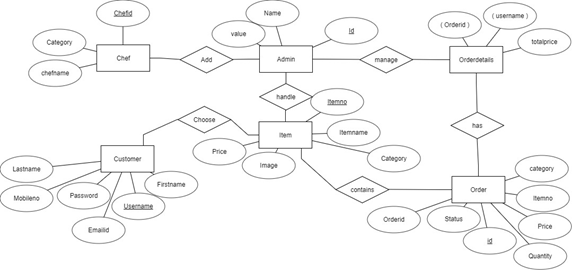 Chefid
Name
( Orderid )
( username )
Category
value
Id
totalprice
Chef
Add
Admin
manage
Orderdetails
chefname
handle
Itemno
Choose
has
Item
Itemname
Price
Customer
Image
Category
Lastname
category
Firstname
Mobileno
Password
contains
Order
Itemno
Username
Orderid
Status
Price
Emailid
id
Quantity